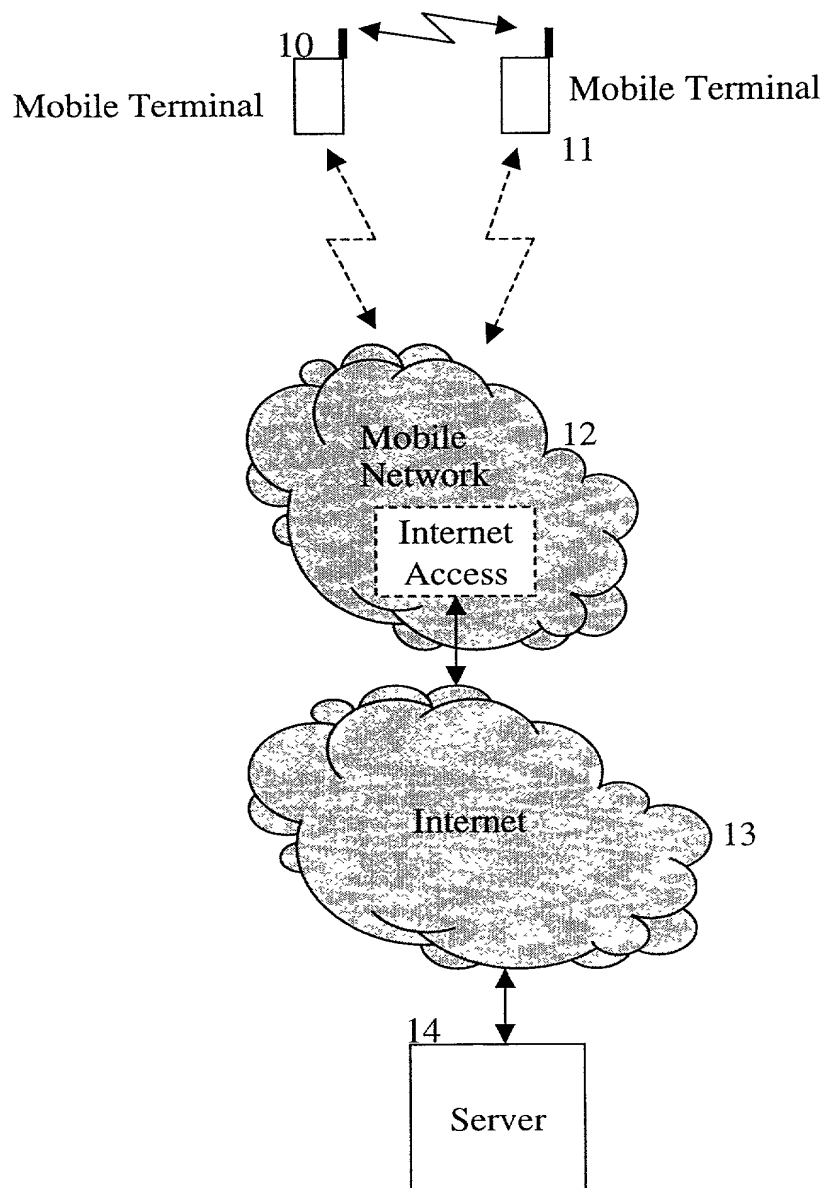 10
Mobile Terminal
Mobile Terminal
11
12
Mobile
Network
Internet
Access
Internet
13
14
Server